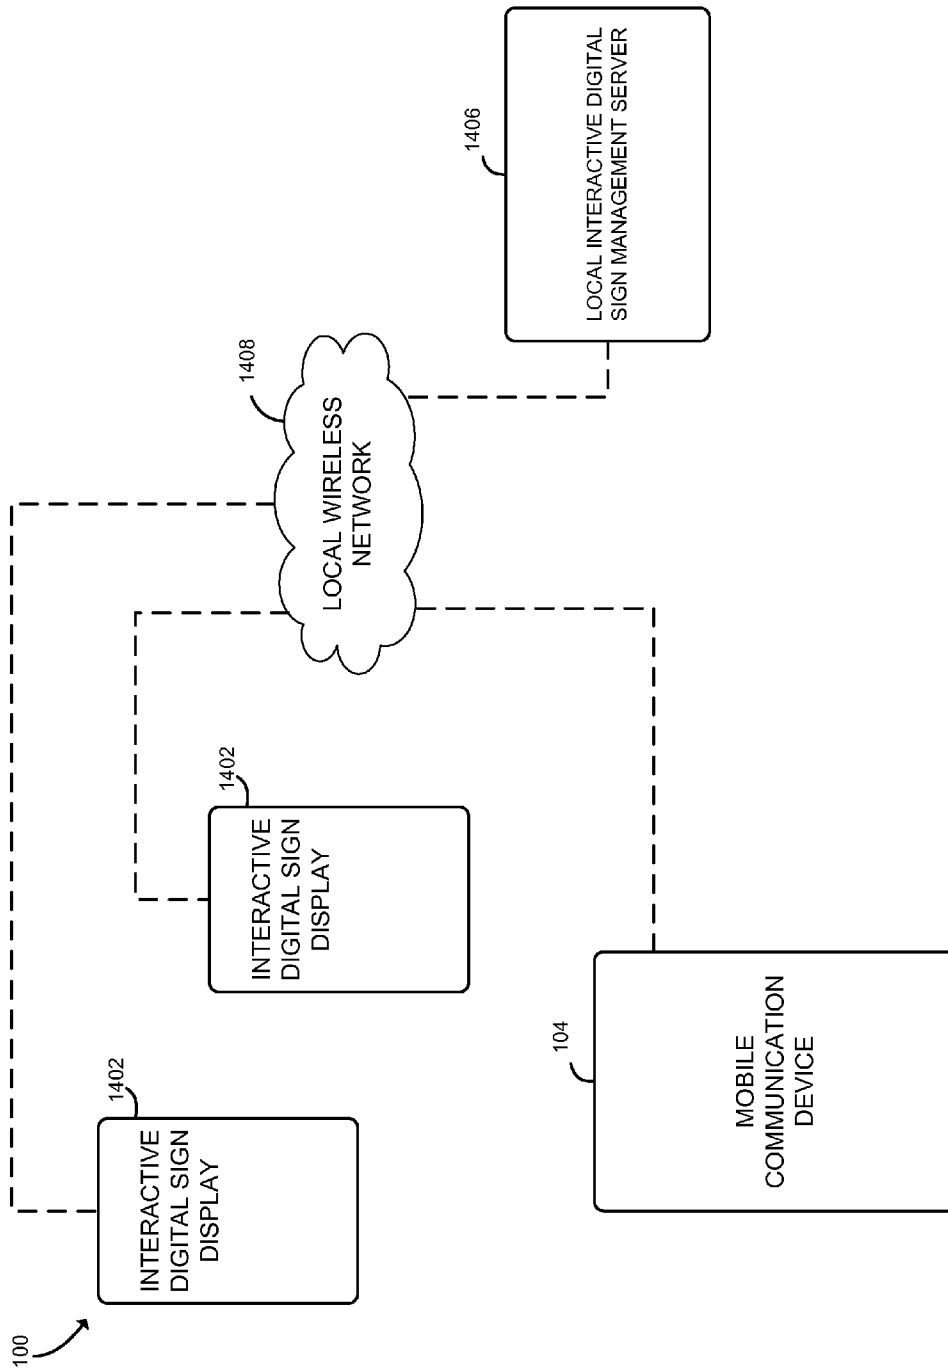 100
1402
INTERACTIVE
DIGITAL SIGN
DISPLAY
1402
INTERACTIVE
DIGITAL SIGN
DISPLAY
1408
LOCAL WIRELESS
NETWORK
104
MOBILE
COMMUNICATION
DEVICE
1406
LOCAL INTERACTIVE DIGITAL
SIGN MANAGEMENT SERVER